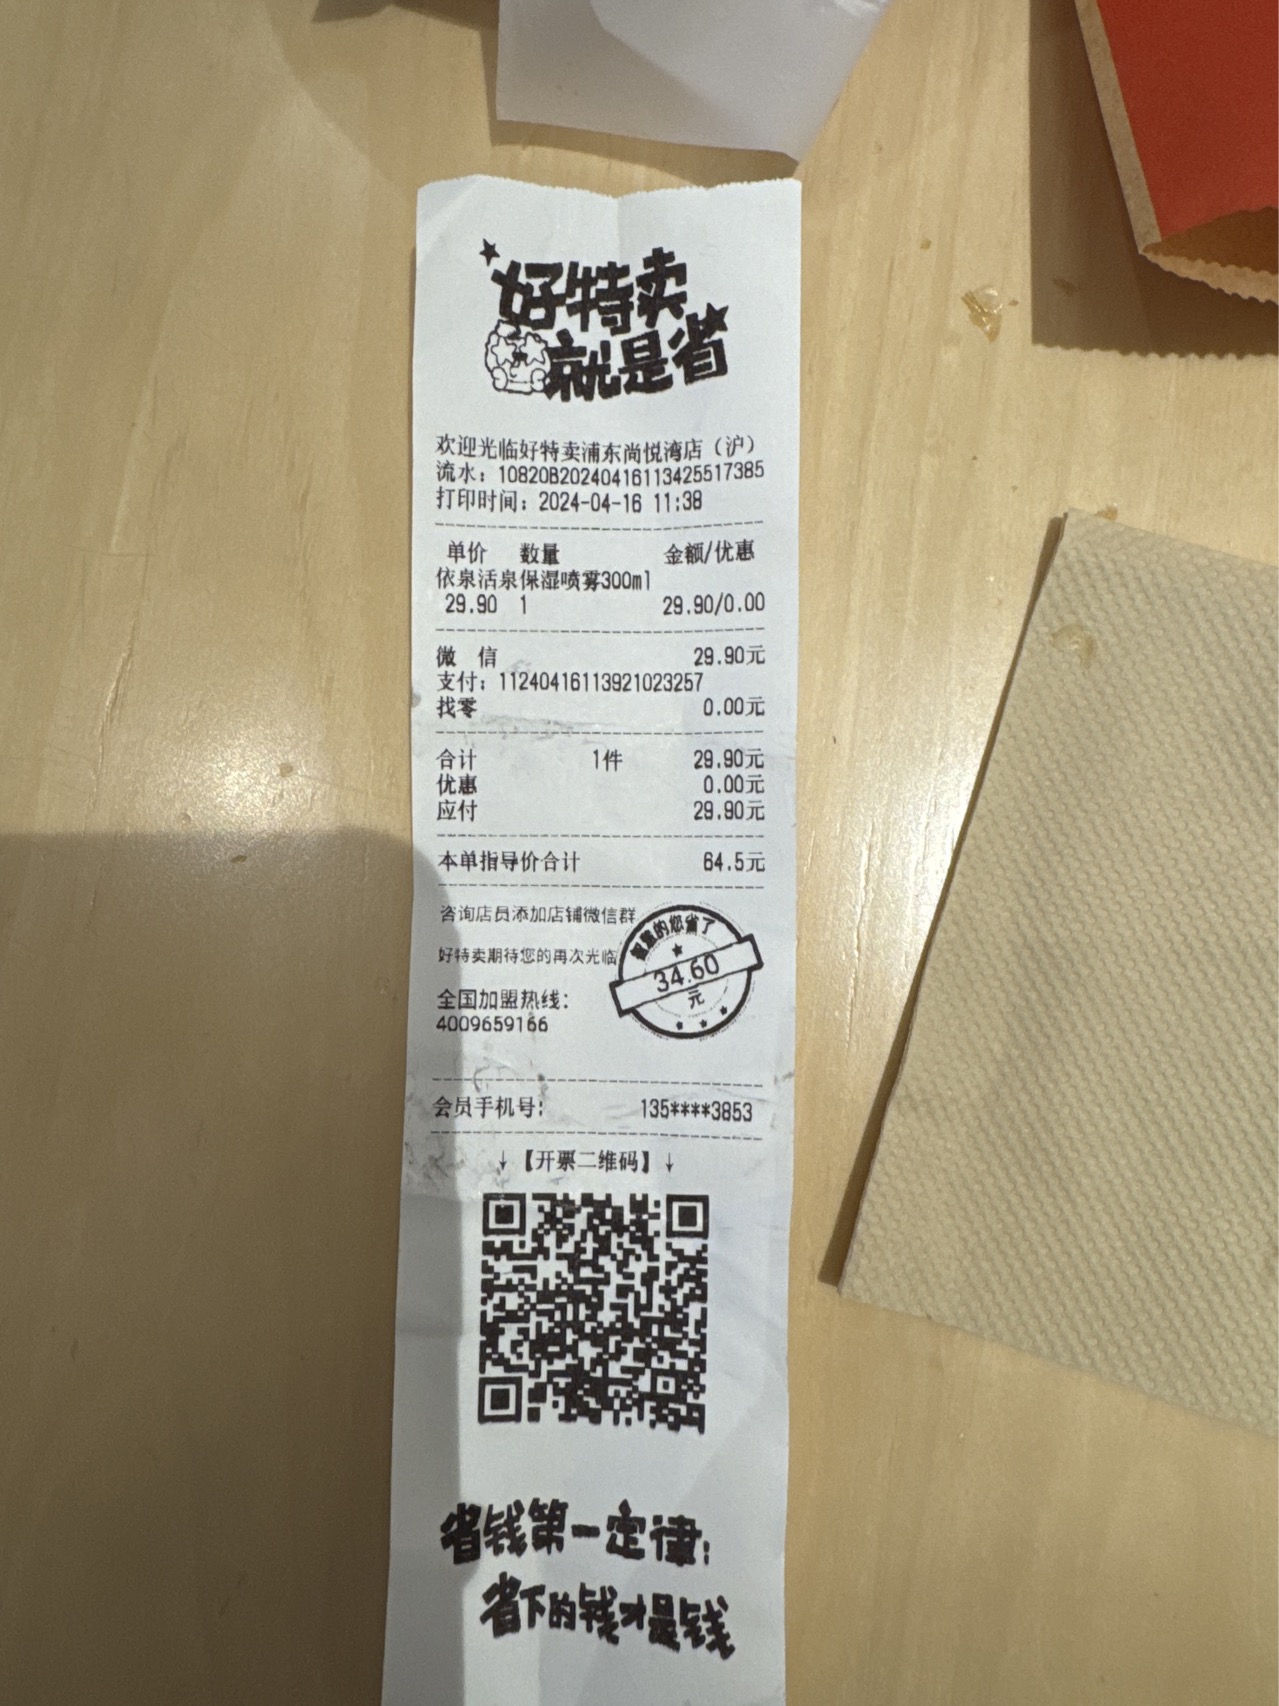 好特卖
就是省
欢迎光临好特卖浦东尚悦湾店（沪）
流水：10820B20240416113425517385
打印时间：2024-04-16 11:38
单价 数量 金额/优惠
依泉活泉保湿喷雾300ml
29.90 1 29.90/0.00
微 信 29.90元
支付：11240416113921023257
找零 0.00元
合计 1件 29.90元
优惠 0.00元
应付 29.90元
本单指导价合计 64.5元
咨询店员添加店铺微信群
好特卖期待您的再次光临
智慧的您省了
34.60
元
全国加盟热线：
4009659166
会员手机号： 135****3853
↓【开票二维码】↓
省钱第一定律：
省下的钱才是钱